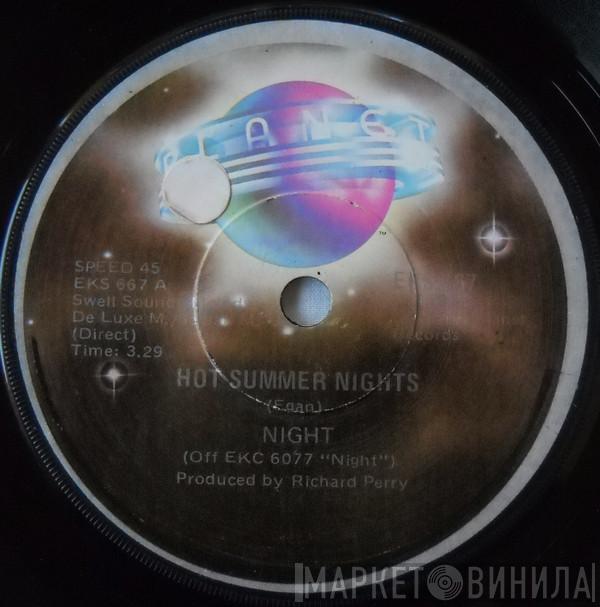 PLANET
™
SPEED 45
EKS 667 A
Swell Sound
De Luxe M.
(Direct)
Time: 3.29
HOT SUMMER NIGHTS
(Egan)
NIGHT
(Off EKC 6077 "Night")
Produced by Richard Perry
МАРКЕТ ВИНИЛА